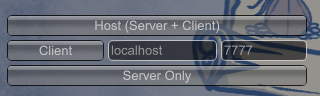 Host (Server + Client)
Client localhost 7777
Server Only